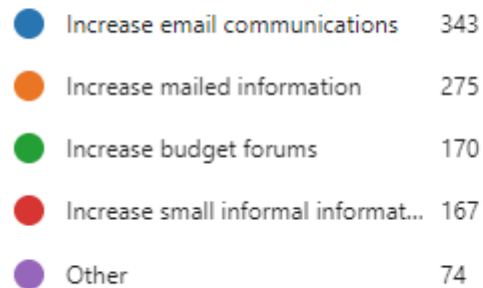 Increase email communications 343
Increase mailed information 275
Increase budget forums 170
Increase small informal informat... 167
Other 74